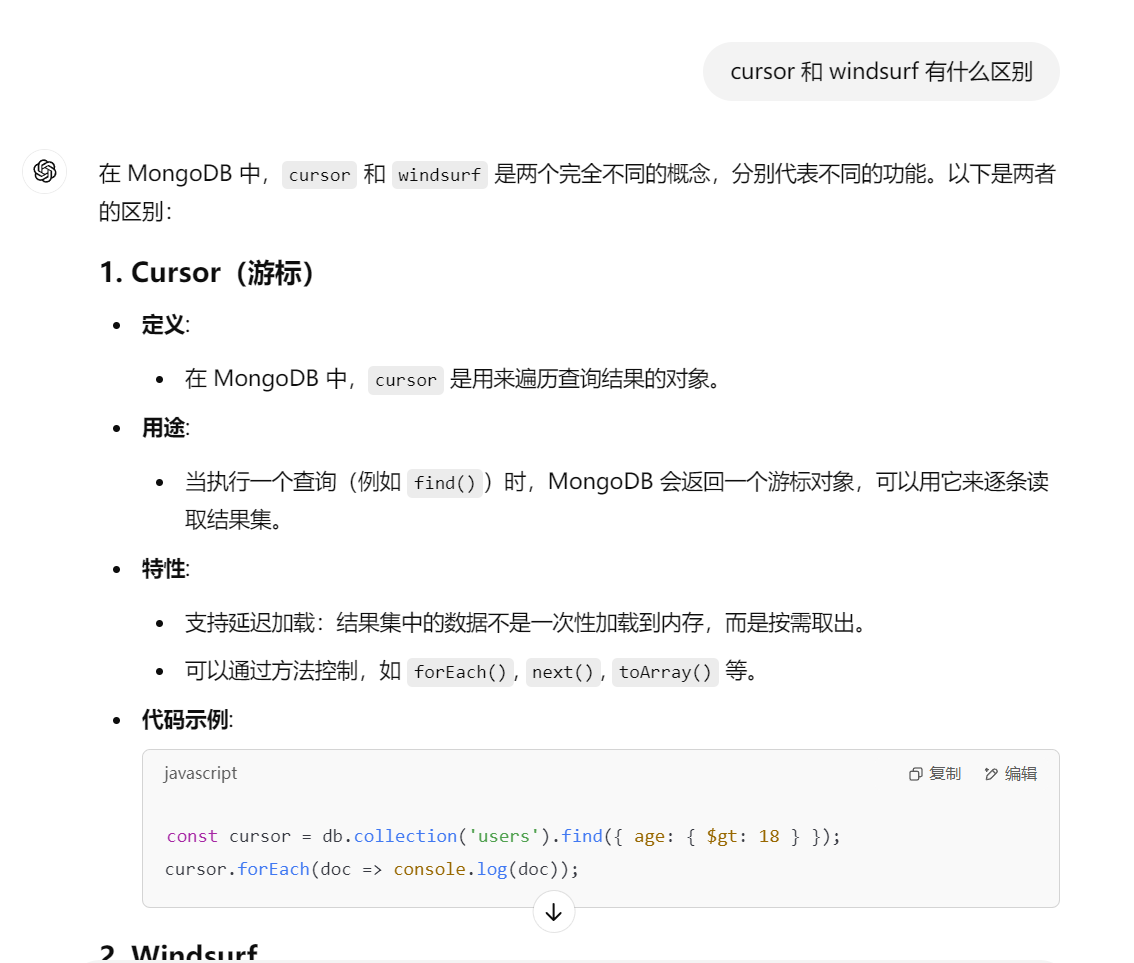 cursor 和 windsurf 有什么区别
在 MongoDB 中，cursor 和 windsurf 是两个完全不同的概念，分别代表不同的功能。以下是两者
的区别：
1. Cursor（游标）
• 定义:
• 在 MongoDB 中，cursor 是用来遍历查询结果的对象。
• 用途:
• 当执行一个查询（例如 find()）时，MongoDB 会返回一个游标对象，可以用它来逐条读
取结果集。
• 特性:
• 支持延迟加载：结果集中的数据不是一次性加载到内存，而是按需取出。
• 可以通过方法控制，如 forEach(), next(), toArray() 等。
• 代码示例:
javascript 复制 编辑
const cursor = db.collection('users').find({ age: { $gt: 18 } });
cursor.forEach(doc => console.log(doc));
2. Windsurf